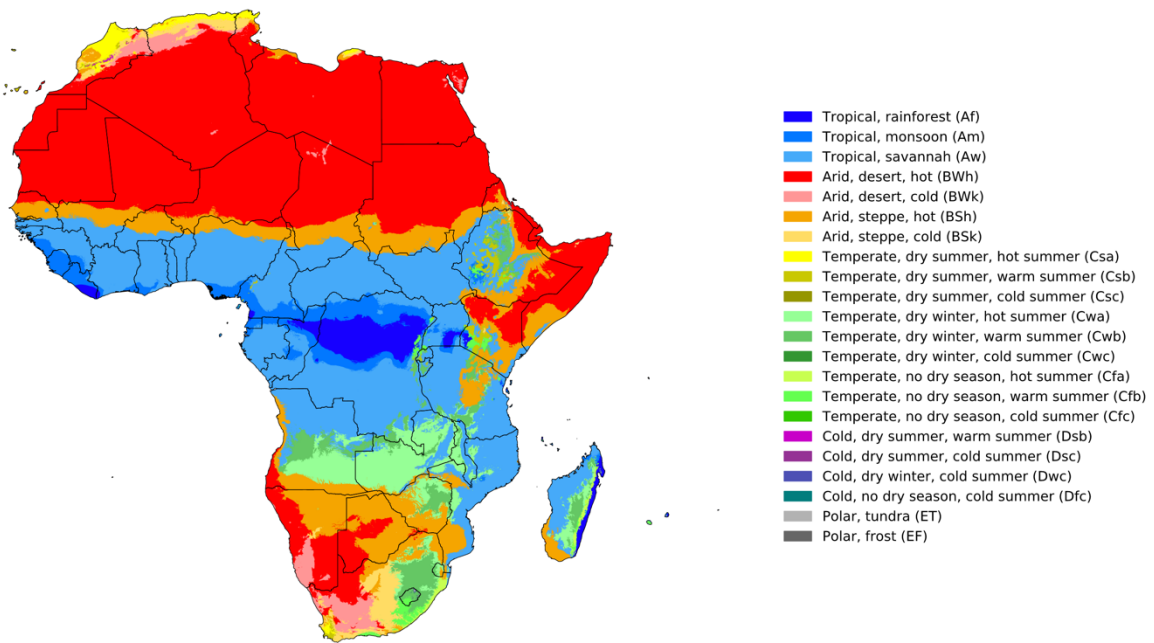 Tropical, rainforest (Af)
Tropical, monsoon (Am)
Tropical, savannah (Aw)
Arid, desert, hot (BWh)
Arid, desert, cold (BWk)
Arid, steppe, hot (BSh)
Arid, steppe, cold (BSk)
Temperate, dry summer, hot summer (Csa)
Temperate, dry summer, warm summer (Csb)
Temperate, dry summer, cold summer (Csc)
Temperate, dry winter, hot summer (Cwa)
Temperate, dry winter, warm summer (Cwb)
Temperate, dry winter, cold summer (Cwc)
Temperate, no dry season, hot summer (Cfa)
Temperate, no dry season, warm summer (Cfb)
Temperate, no dry season, cold summer (Cfc)
Cold, dry summer, warm summer (Dsb)
Cold, dry summer, cold summer (Dsc)
Cold, dry winter, cold summer (Dwc)
Cold, no dry season, cold summer (Dfc)
Polar, tundra (ET)
Polar, frost (EF)